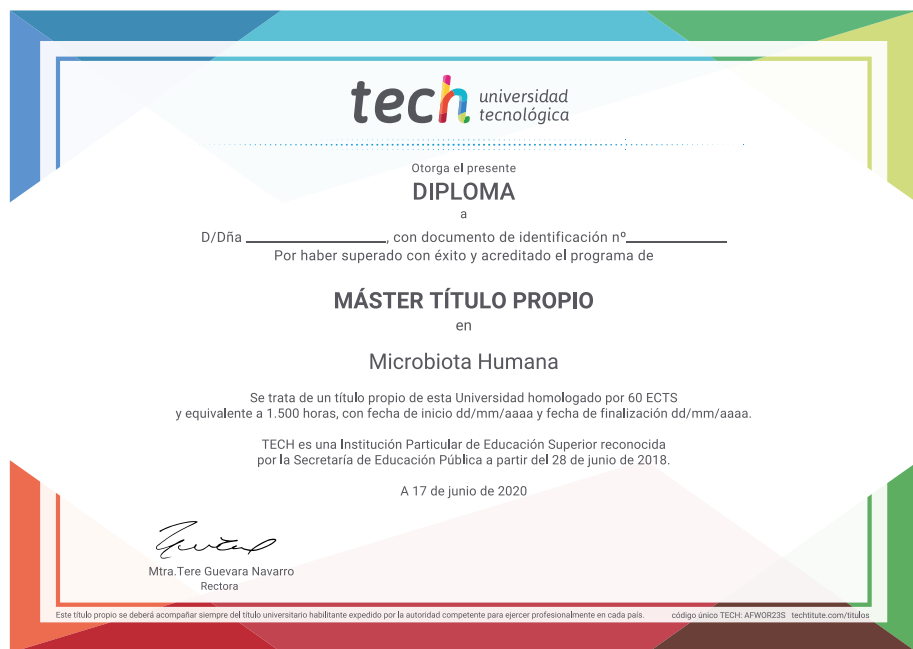 tech universidad
tecnológica
Otorga el presente
DIPLOMA
a
D/Dña ____________, con documento de identificación nº____________
Por haber superado con éxito y acreditado el programa de
MÁSTER TÍTULO PROPIO
en
Microbiota Humana
Se trata de un título propio de esta Universidad homologado por 60 ECTS
y equivalente a 1.500 horas, con fecha de inicio dd/mm/aaaa y fecha de finalización dd/mm/aaaa.
TECH es una Institución Particular de Educación Superior reconocida
por la Secretaría de Educación Pública a partir del 28 de junio de 2018.
A 17 de junio de 2020
Mtra.Tere Guevara Navarro
Rectora
Este título propio se deberá acompañar siempre del título universitario habilitante expedido por la autoridad competente para ejercer profesionalmente en cada país. código único TECH: AFWOR23S techtitute.com/titulos